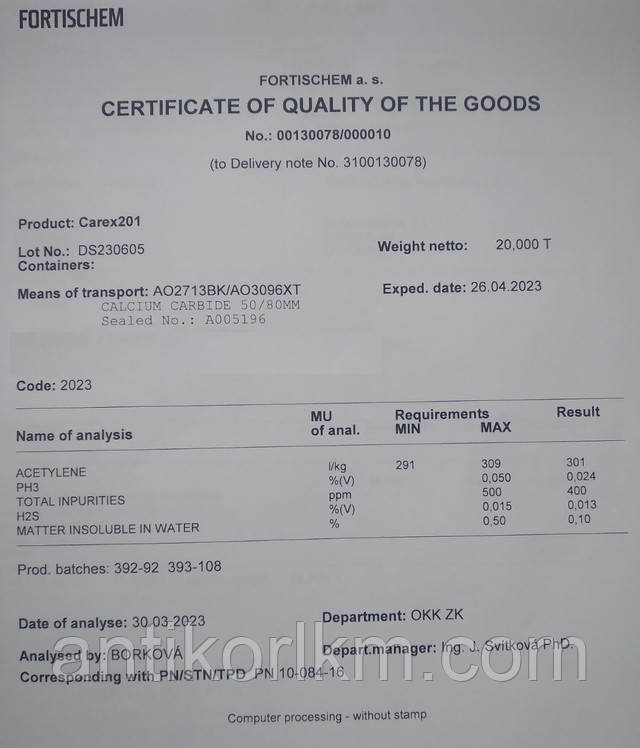 FORTISCHEM
FORTISCHEM a. s.
CERTIFICATE OF QUALITY OF THE GOODS
No.: 00130078/000010
(to Delivery note No. 3100130078)
Product: Carex201
Lot No.: DS230605 Weight netto: 20,000 T
Containers:
Means of transport: AO2713BK/AO3096XT Exped. date: 26.04.2023
CALCIUM CARBIDE 50/80MM
Sealed No.: A005196
Code: 2023
MU Requirements Result
Name of analysis of anal. MIN MAX
ACETYLENE l/kg 291 309 301
PH3 %(V) 0,050 0,024
TOTAL INPURITIES ppm 500 400
H2S %(V) 0,015 0,013
MATTER INSOLUBLE IN WATER % 0,50 0,10
Prod. batches: 392-92 393-108
Date of analyse: 30.03.2023 Department: OKK ZK
Analysed by: BORKOVÁ Depart.manager: Ing. J. Svitková PhD.
Corresponding with PN/STN/TPD PN 10-084-16
antikorlkm.com
Computer processing - without stamp